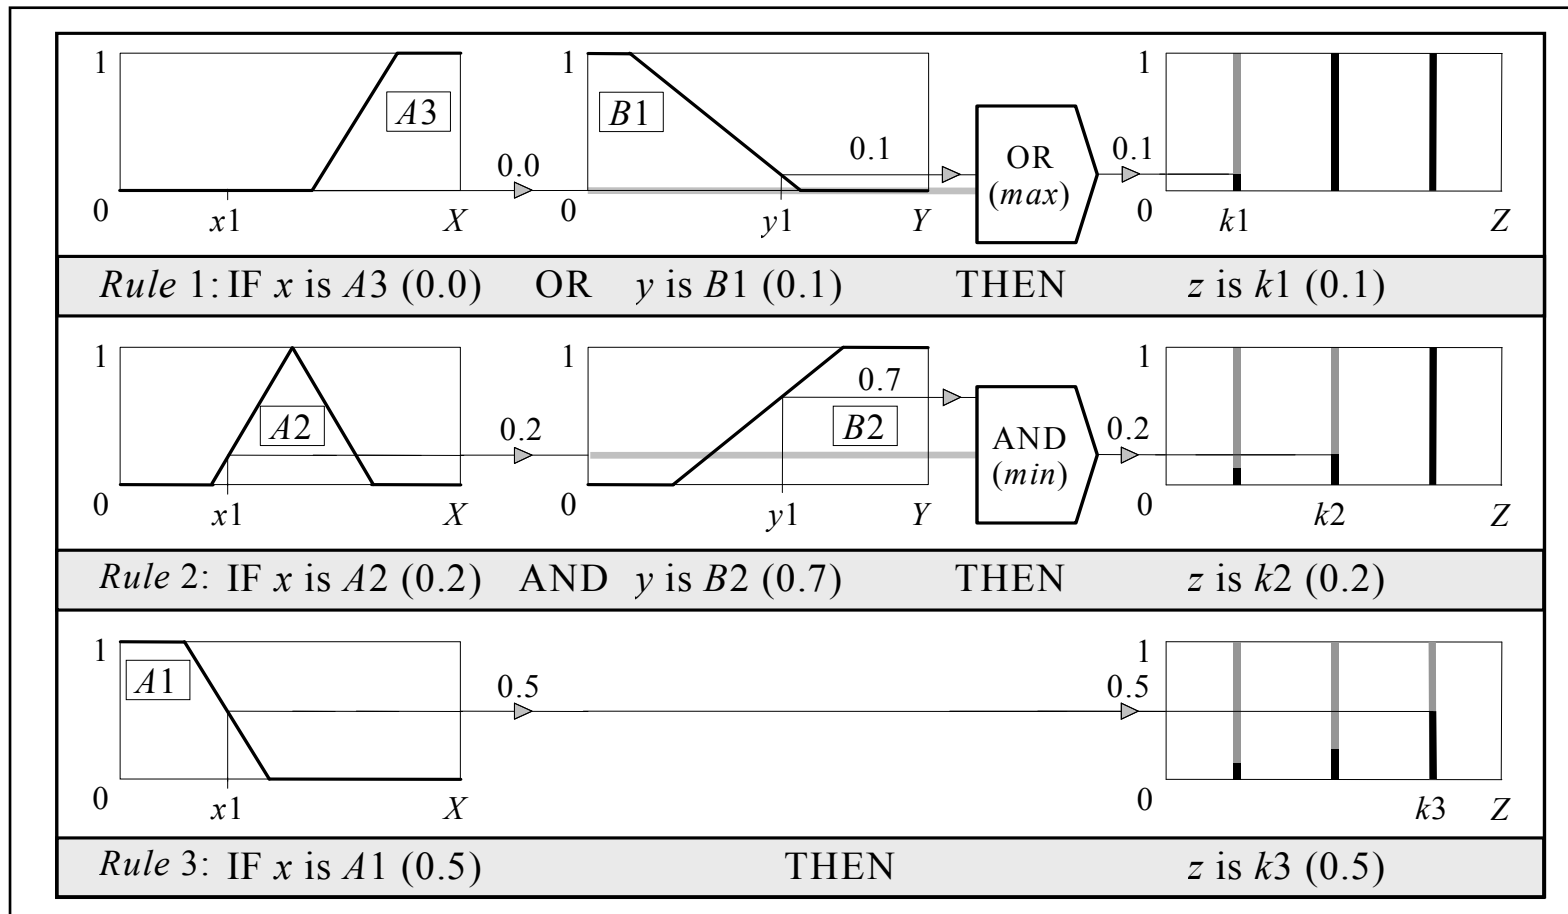 1 A3 1 B1 0.1 1
0.0 OR (max) 0.1
0 x1 X 0 y1 Y 0 k1 Z
Rule 1: IF x is A3 (0.0) OR y is B1 (0.1) THEN z is k1 (0.1)
1 A2 1 0.7 B2 1
0.2 AND (min) 0.2
0 x1 X 0 y1 Y 0 k2 Z
Rule 2: IF x is A2 (0.2) AND y is B2 (0.7) THEN z is k2 (0.2)
1 A1 1
0.5 0.5
0 x1 X 0 k3 Z
Rule 3: IF x is A1 (0.5) THEN z is k3 (0.5)